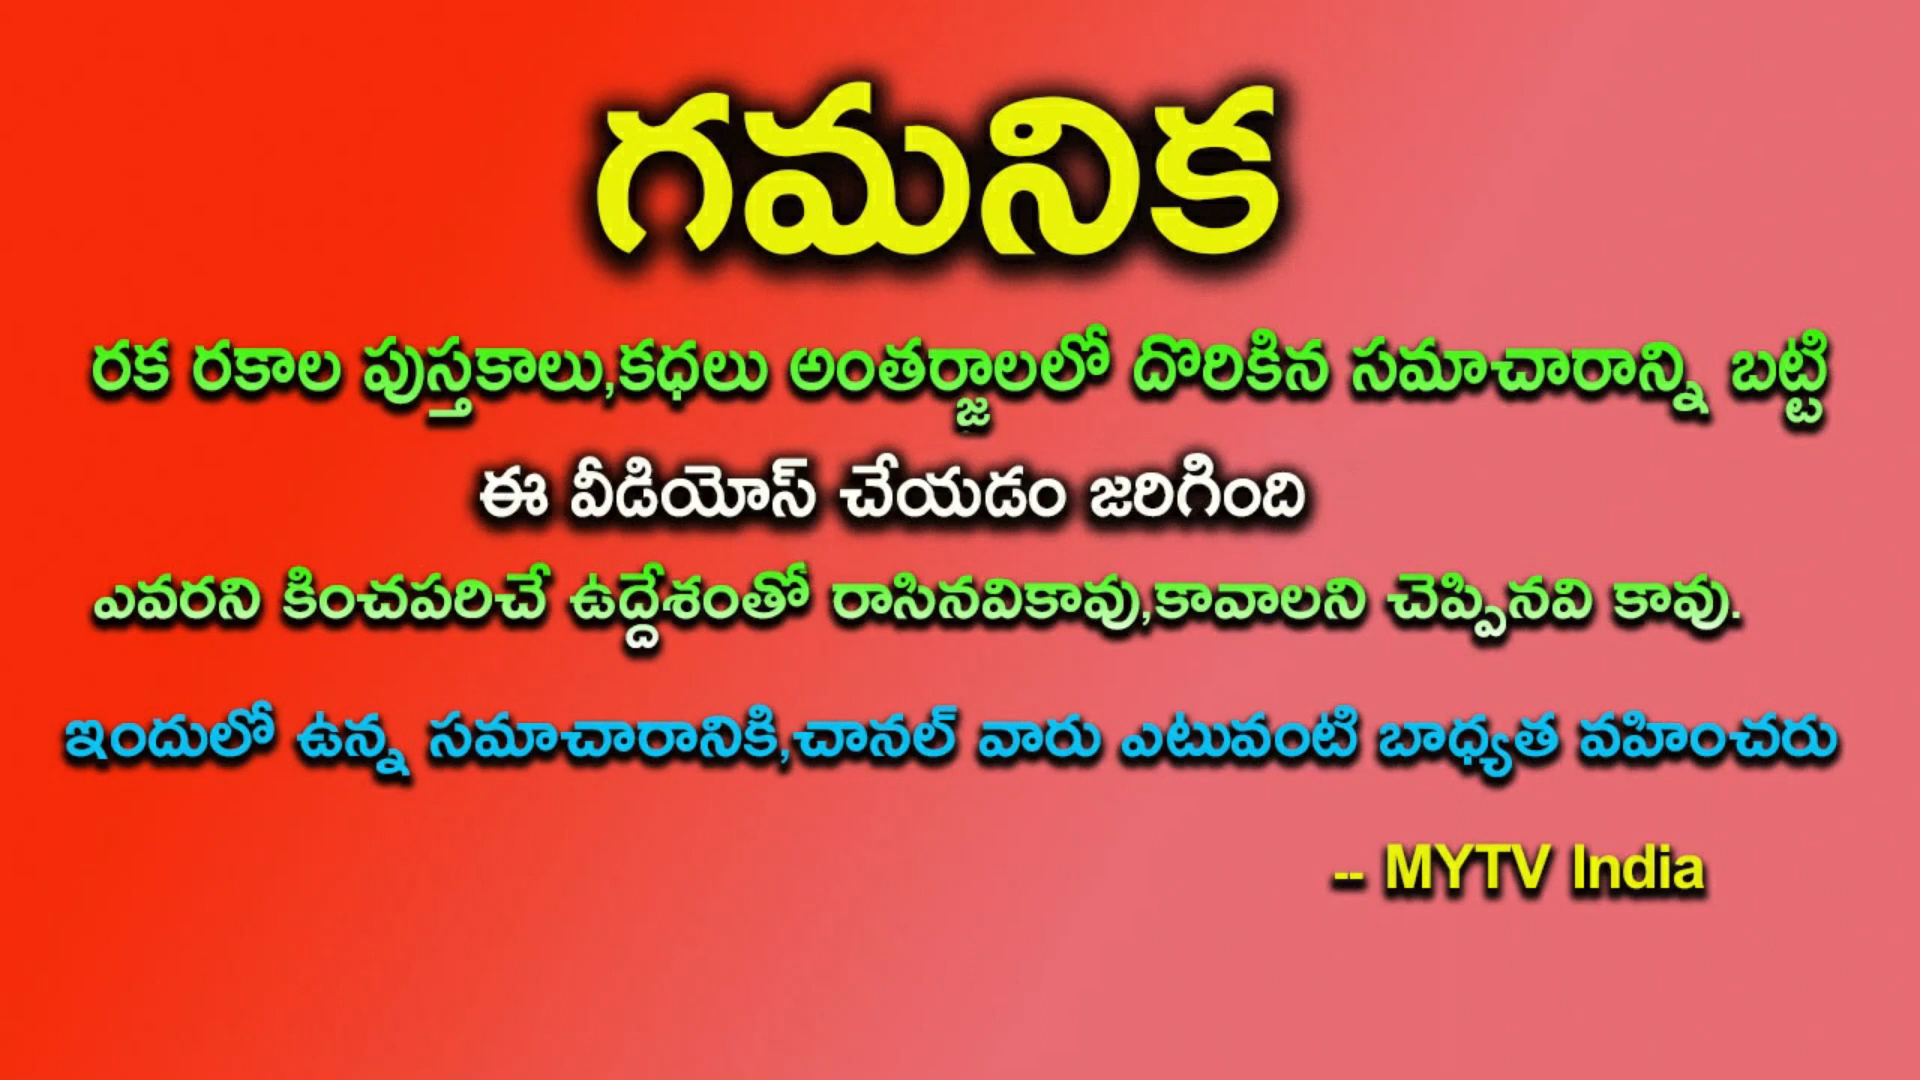 గమనిక
రక రకాల పుస్తకాలు,కధలు అంతర్జాలలో దొరికిన సమాచారాన్ని బట్టి
ఈ వీడియోస్ చేయడం జరిగింది
ఎవరని కించపరిచే ఉద్దేశంతో రాసినవికావు,కావాలని చెప్పినవి కావు.
ఇందులో ఉన్న సమాచారానికి,చానల్ వారు ఎటువంటి బాధ్యత వహించరు
-- MYTV India